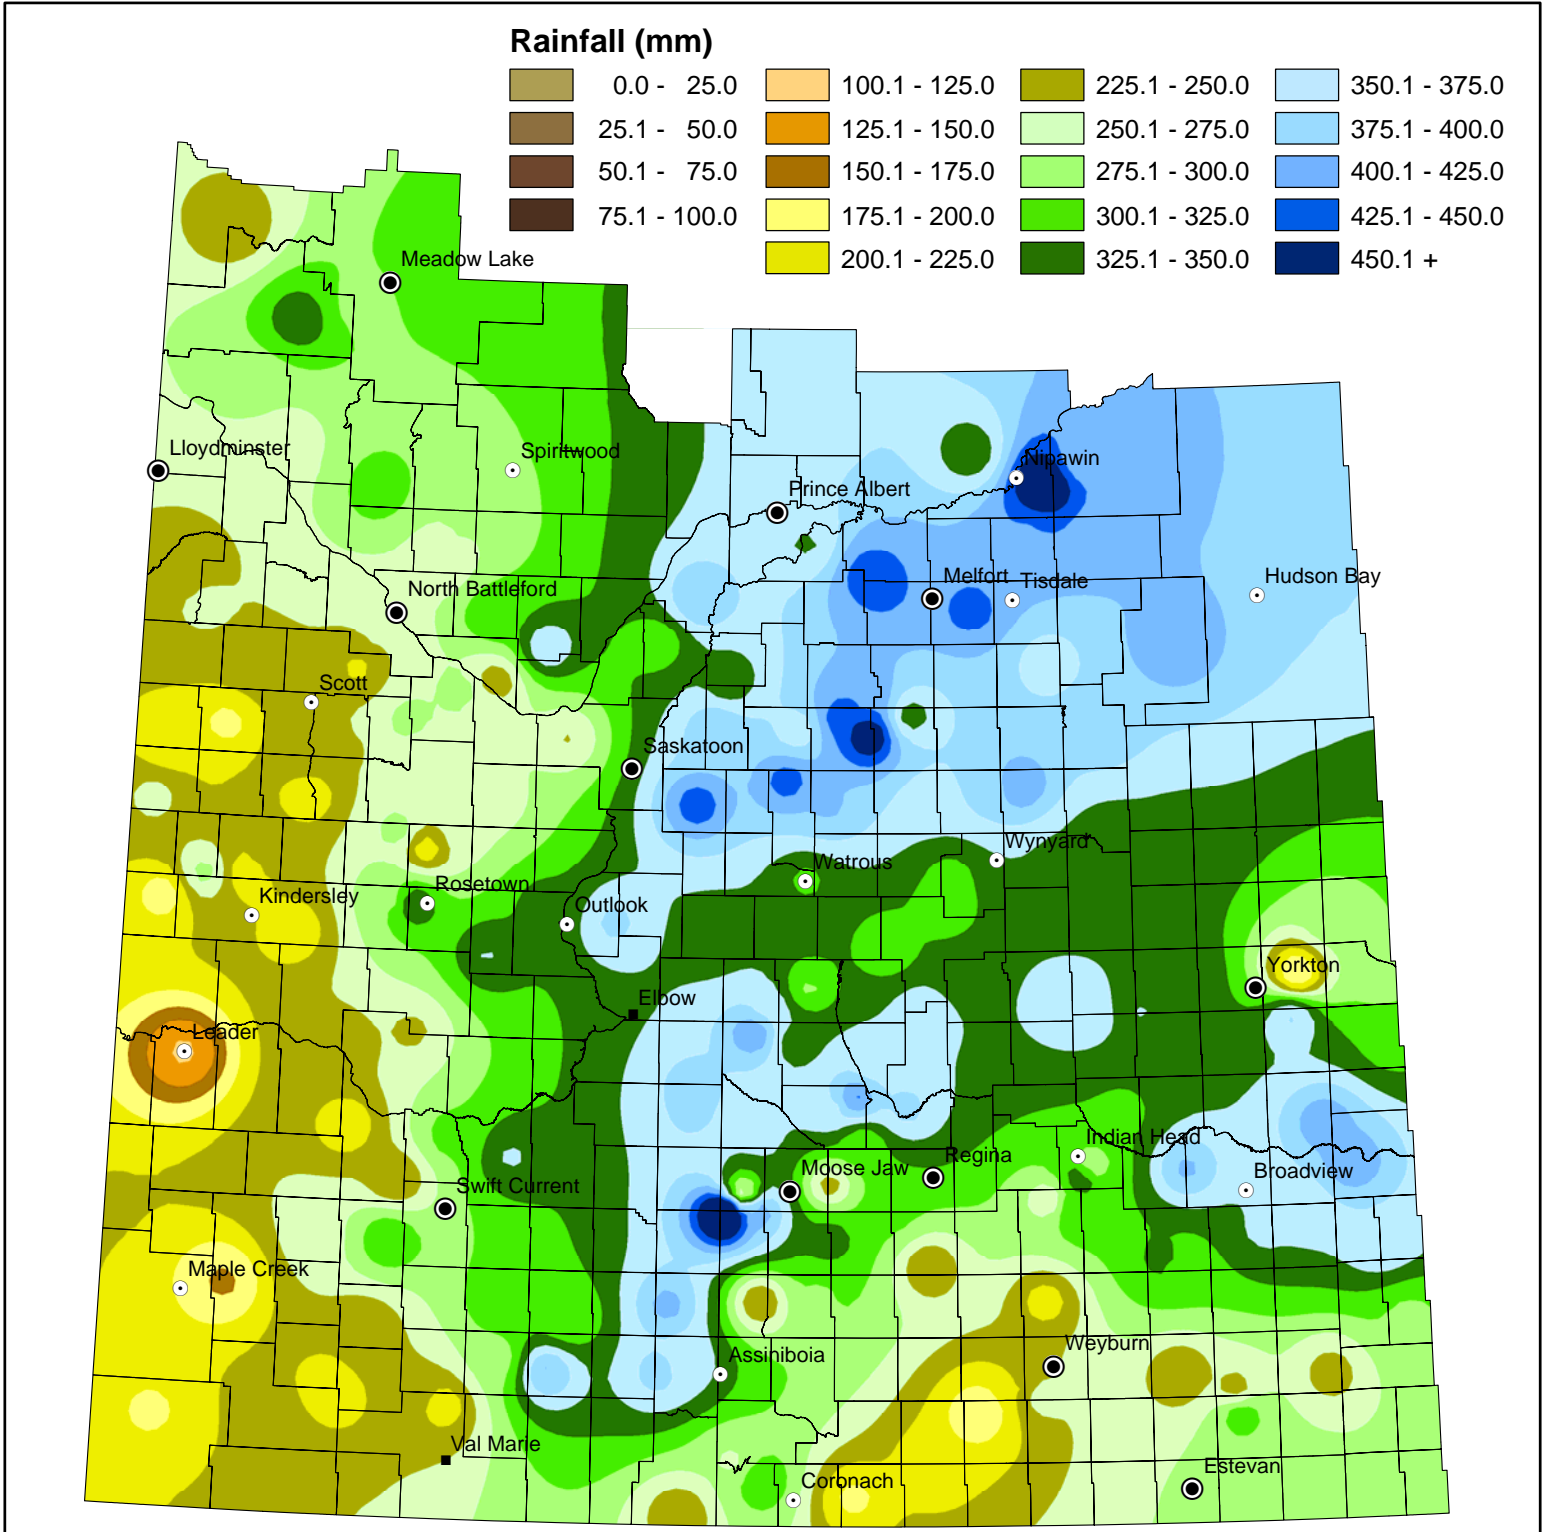 Rainfall (mm)
0.0 - 25.0
25.1 - 50.0
50.1 - 75.0
75.1 - 100.0
100.1 - 125.0
125.1 - 150.0
150.1 - 175.0
175.1 - 200.0
200.1 - 225.0
225.1 - 250.0
250.1 - 275.0
275.1 - 300.0
300.1 - 325.0
325.1 - 350.0
350.1 - 375.0
375.1 - 400.0
400.1 - 425.0
425.1 - 450.0
450.1 +
Meadow Lake
Lloydminster
Spiritwood
Nipawin
Prince Albert
North Battleford
Melfort
Tisdale
Hudson Bay
Scott
Saskatoon
Wynyard
Watrous
Rosetown
Kindersley
Outlook
Yorkton
Elbow
Leader
Indian Head
Regina
Moose Jaw
Broadview
Swift Current
Maple Creek
Weyburn
Assiniboia
Val Marie
Estevan
Coronach